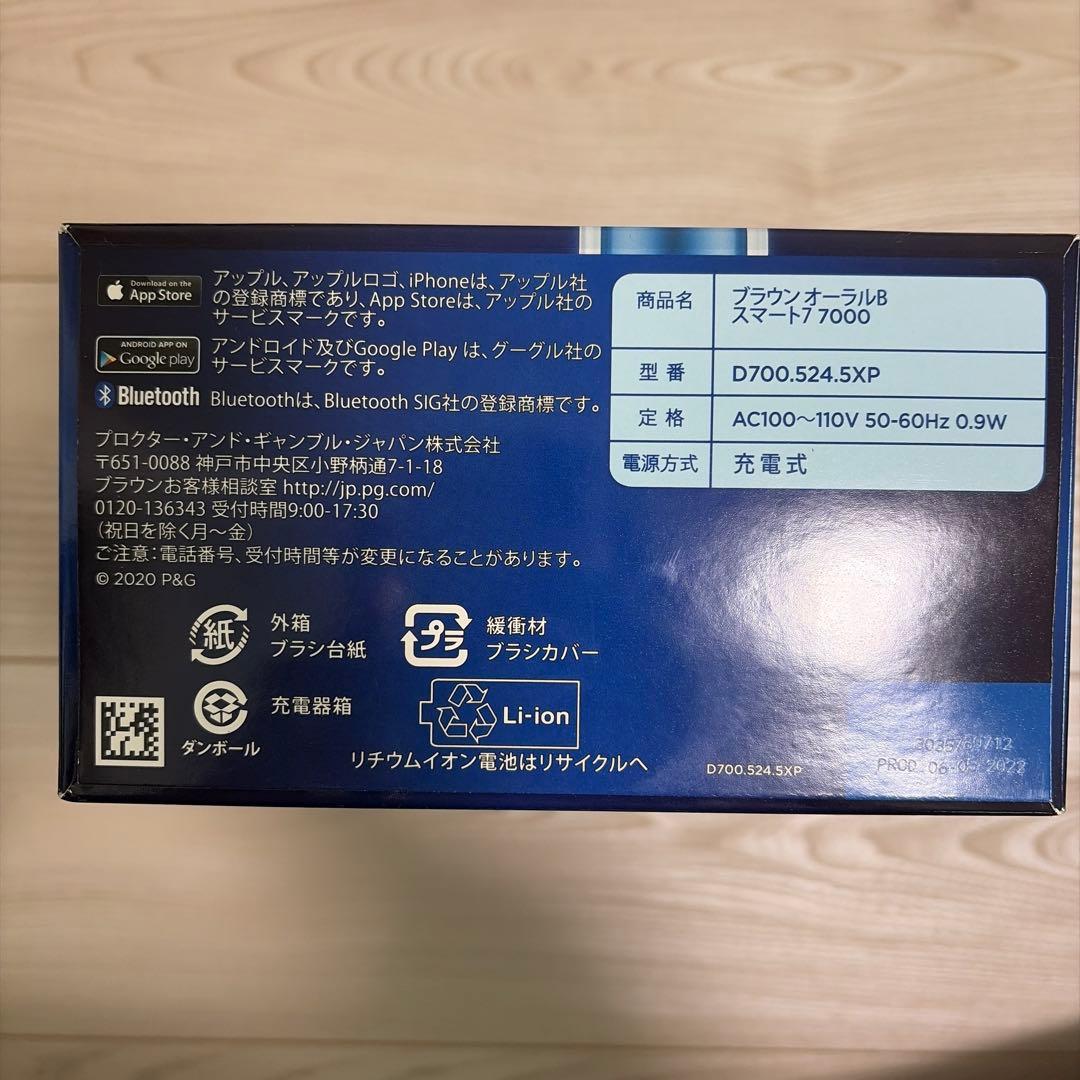 Download on the
App Store
アップル、アップルロゴ、iPhoneは、アップル社
の登録商標であり、App Storeは、アップル社の
サービスマークです。
ANDROID APP ON
Google play
アンドロイド及びGoogle Play は、グーグル社の
サービスマークです。
Bluetooth
Bluetoothは、Bluetooth SIG社の登録商標です。
プロクター・アンド・ギャンブル・ジャパン株式会社
〒651-0088 神戸市中央区小野柄通7-1-18
ブラウンお客様相談室 http://jp.pg.com/
0120-136343 受付時間9:00-17:30
(祝日を除く月〜金)
ご注意：電話番号、受付時間等が変更になることがあります。
© 2020 P&G
商品名
ブラウン オーラルB
スマート7 7000
型番
D700.524.5XP
定格
AC100〜110V 50-60Hz 0.9W
電源方式
充電式
紙
外箱
ブラシ台紙
プラ
緩衝材
ブラシカバー
ダンボール
充電器箱
Li-ion
リチウムイオン電池はリサイクルへ
D700.524.5XP
PROD
2022